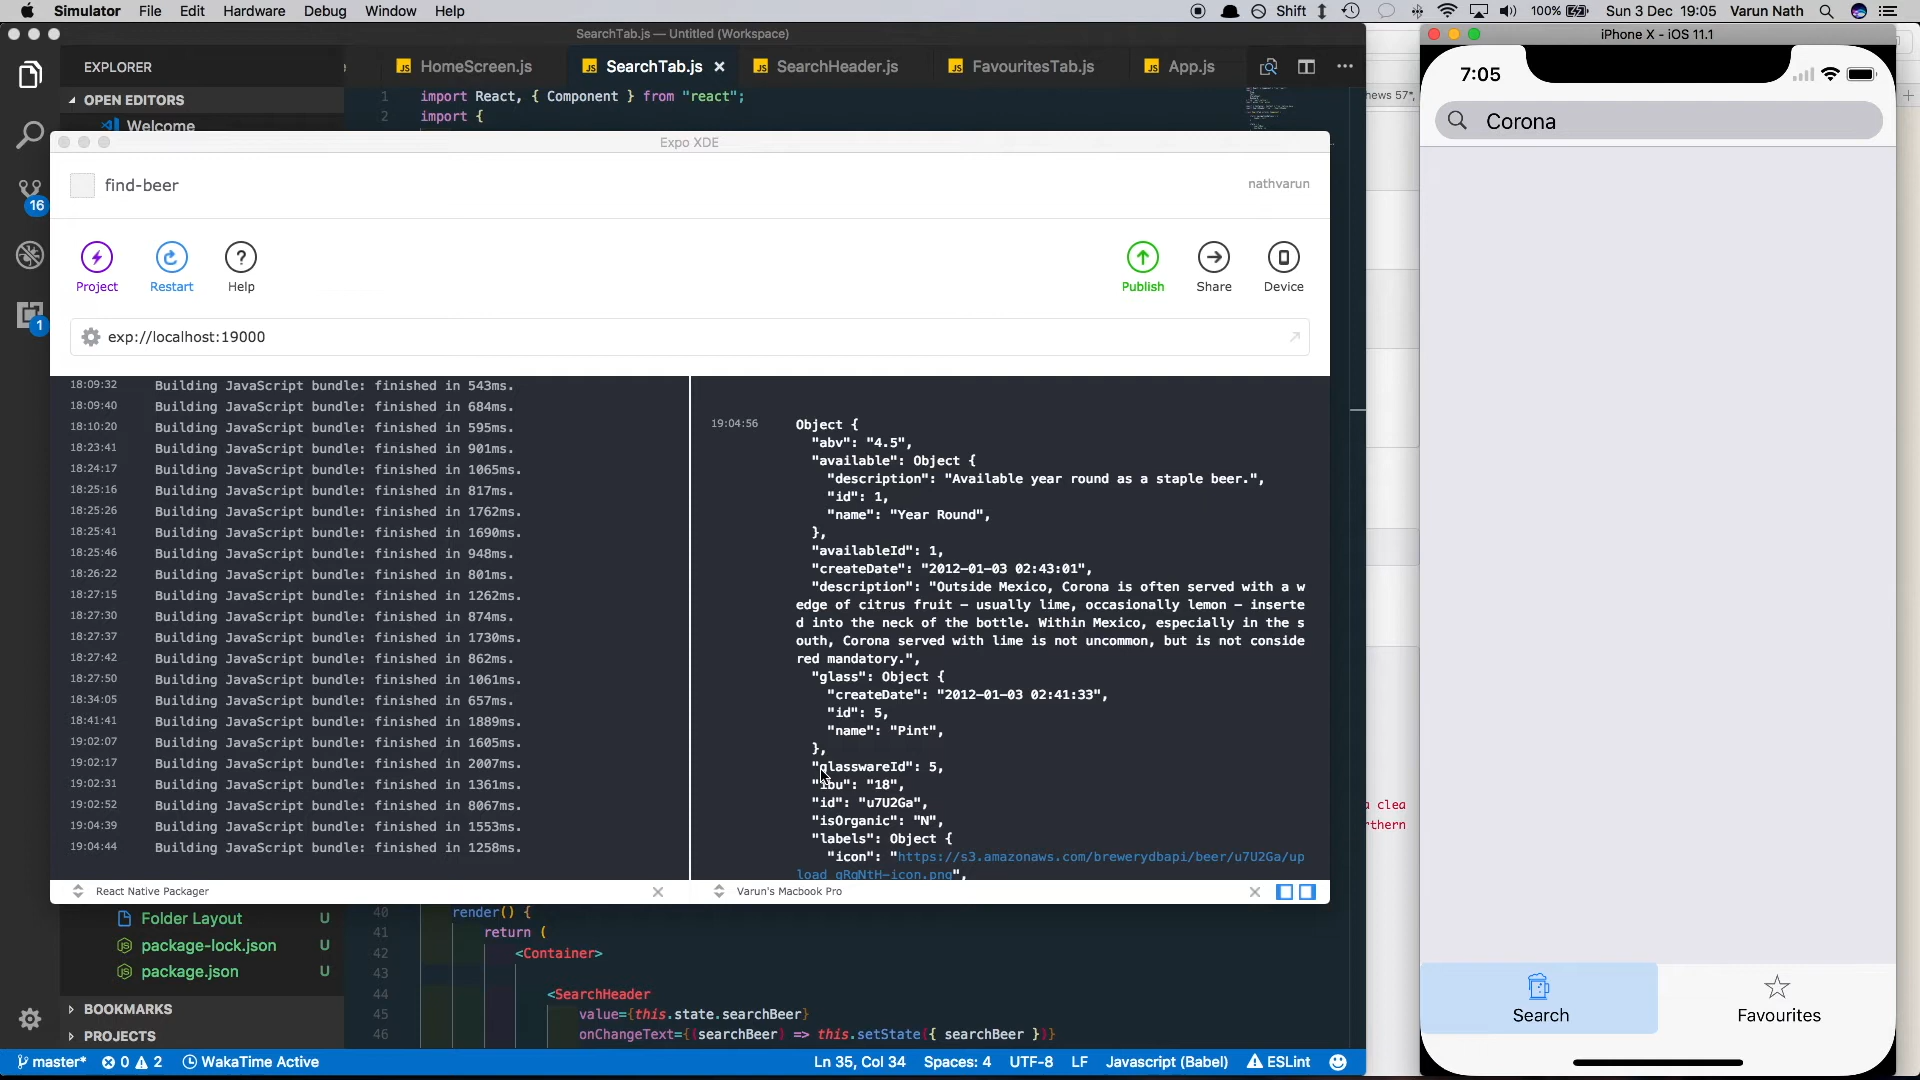 Simulator File Edit Hardware Debug Window Help
Shift 100% Sun 3 Dec 19:05 Varun Nath
SearchTab.js — Untitled (Workspace)
iPhone X - iOS 11.1
EXPLORER
HomeScreen.js SearchTab.js SearchHeader.js FavouritesTab.js App.js
OPEN EDITORS
Welcome
1 import React, { Component } from "react";
2 import {
16
1
Expo XDE
find-beer
nathvarun
Project Restart Help Publish Share Device
exp://localhost:19000
18:09:32 Building JavaScript bundle: finished in 543ms.
18:09:40 Building JavaScript bundle: finished in 684ms.
18:10:20 Building JavaScript bundle: finished in 595ms.
18:23:41 Building JavaScript bundle: finished in 901ms.
18:24:17 Building JavaScript bundle: finished in 1065ms.
18:25:16 Building JavaScript bundle: finished in 817ms.
18:25:26 Building JavaScript bundle: finished in 1762ms.
18:25:41 Building JavaScript bundle: finished in 1690ms.
18:25:46 Building JavaScript bundle: finished in 948ms.
18:26:22 Building JavaScript bundle: finished in 801ms.
18:27:15 Building JavaScript bundle: finished in 1262ms.
18:27:30 Building JavaScript bundle: finished in 874ms.
18:27:37 Building JavaScript bundle: finished in 1730ms.
18:27:42 Building JavaScript bundle: finished in 862ms.
18:27:50 Building JavaScript bundle: finished in 1061ms.
18:34:05 Building JavaScript bundle: finished in 657ms.
18:41:41 Building JavaScript bundle: finished in 1889ms.
19:02:07 Building JavaScript bundle: finished in 1605ms.
19:02:17 Building JavaScript bundle: finished in 2007ms.
19:02:31 Building JavaScript bundle: finished in 1361ms.
19:02:52 Building JavaScript bundle: finished in 8067ms.
19:04:39 Building JavaScript bundle: finished in 1553ms.
19:04:44 Building JavaScript bundle: finished in 1258ms.
19:04:56 Object {
"abv": "4.5",
"available": Object {
"description": "Available year round as a staple beer.",
"id": 1,
"name": "Year Round",
},
"availableId": 1,
"createDate": "2012-01-03 02:43:01",
"description": "Outside Mexico, Corona is often served with a w
edge of citrus fruit – usually lime, occasionally lemon – inserte
d into the neck of the bottle. Within Mexico, especially in the s
outh, Corona served with lime is not uncommon, but is not conside
red mandatory.",
"glass": Object {
"createDate": "2012-01-03 02:41:33",
"id": 5,
"name": "Pint",
},
"glasswareId": 5,
"ibu": "18",
"id": "u7U2Ga",
"isOrganic": "N",
"labels": Object {
"icon": "https://s3.amazonaws.com/brewerydbapi/beer/u7U2Ga/up
load_gRgNtH-icon.png",
React Native Packager
Varun's Macbook Pro
Folder Layout U
package-lock.json U
package.json U
BOOKMARKS
PROJECTS
40 render() {
41 return (
42 <Container>
43
44 <SearchHeader
45 value={this.state.searchBeer}
46 onChangeText={(searchBeer) => this.setState({ searchBeer })}
master* 0 2 WakaTime Active Ln 35, Col 34 Spaces: 4 UTF-8 LF Javascript (Babel) ESLint
news 57*,
clea
thern
7:05
Corona
Search Favourites